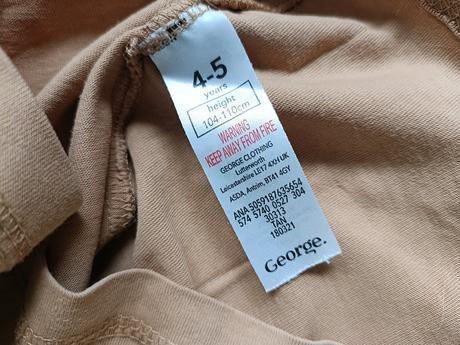 4-5
years
height
104-110cm
WARNING
KEEP AWAY FROM FIRE
GEORGE CLOTHING
Lutterworth
Leicestershire LE17 4XH UK
ASDA, Antrim, BT41 4GY
ANA 5059187635654
574 5740 0527 304
30313
TAN
180321
George.